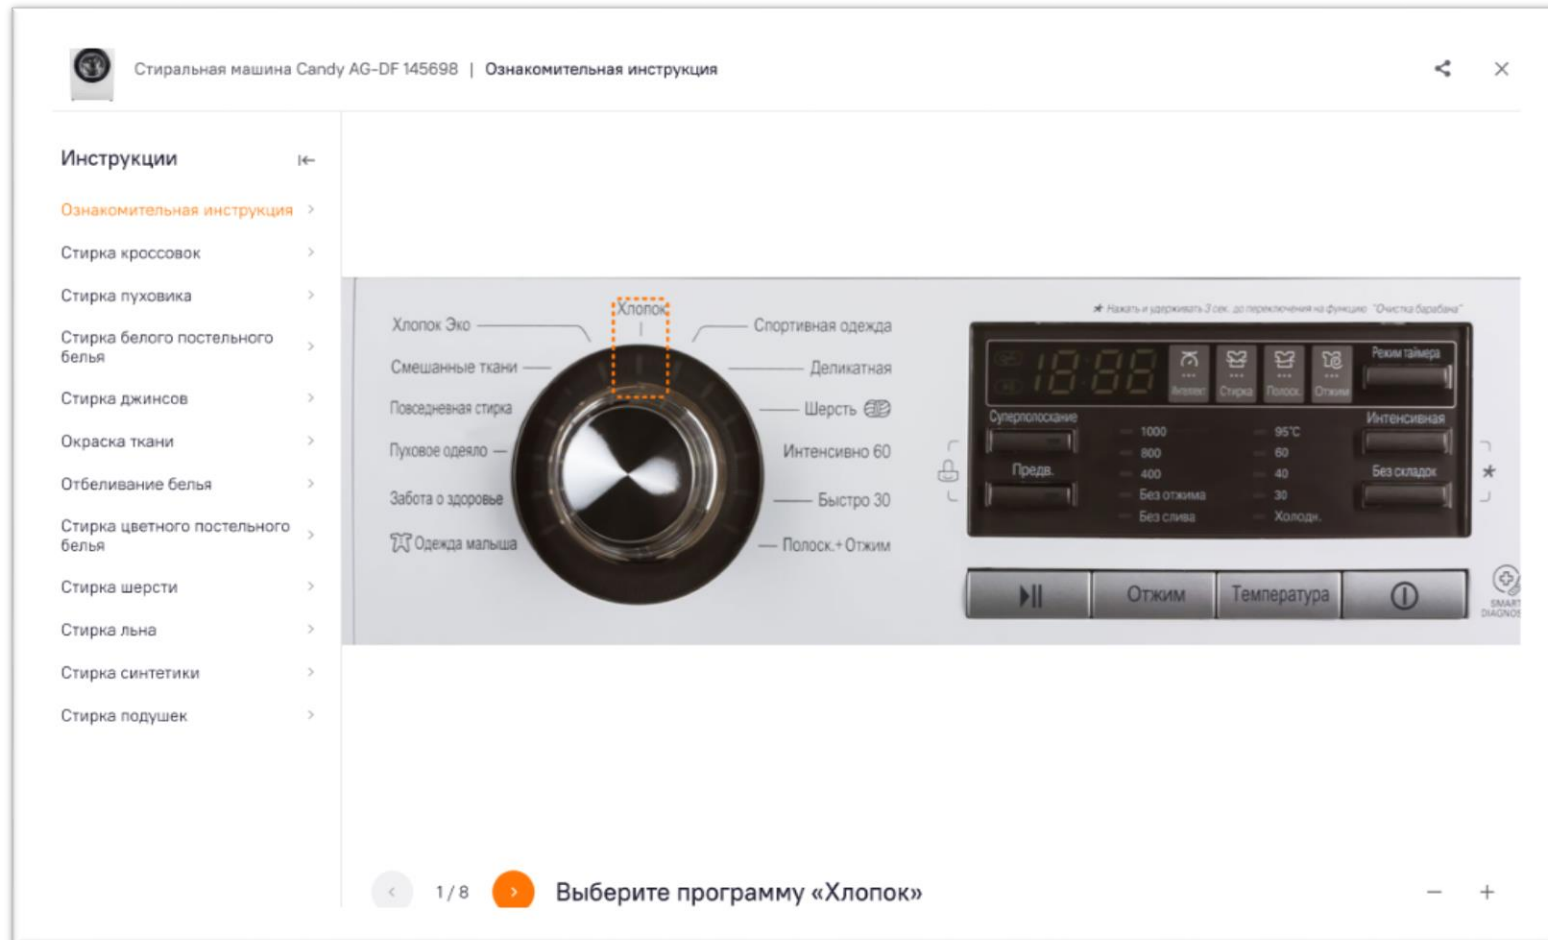 Стиральная машина Candy AG-DF 145698 | Ознакомительная инструкция
Инструкции
Ознакомительная инструкция
Стирка кроссовок
Стирка пуховика
Стирка белого постельного
белья
Стирка джинсов
Окраска ткани
Отбеливание белья
Стирка цветного постельного
белья
Стирка шерсти
Стирка льна
Стирка синтетики
Стирка подушек
Хлопок
Хлопок Эко
Смешанные ткани
Повседневная стирка
Пуховое одеяло
Забота о здоровье
Одежда малыша
Спортивная одежда
Деликатная
Шерсть
Интенсивно 60
Быстро 30
Полоск.+Отжим
* Нажать и удерживать 3 сек. до переключения на функцию "Очистка барабана"
18:88
Интеллект. Стирка Полоск. Отжим
Режим таймера
Суперполоскание
Предв.
1000
800
400
Без отжима
Без слива
95°C
60
40
30
Холодн.
Интенсивная
Без складок
*
Отжим
Температура
SMART
DIAGNOS
1 / 8
Выберите программу «Хлопок»